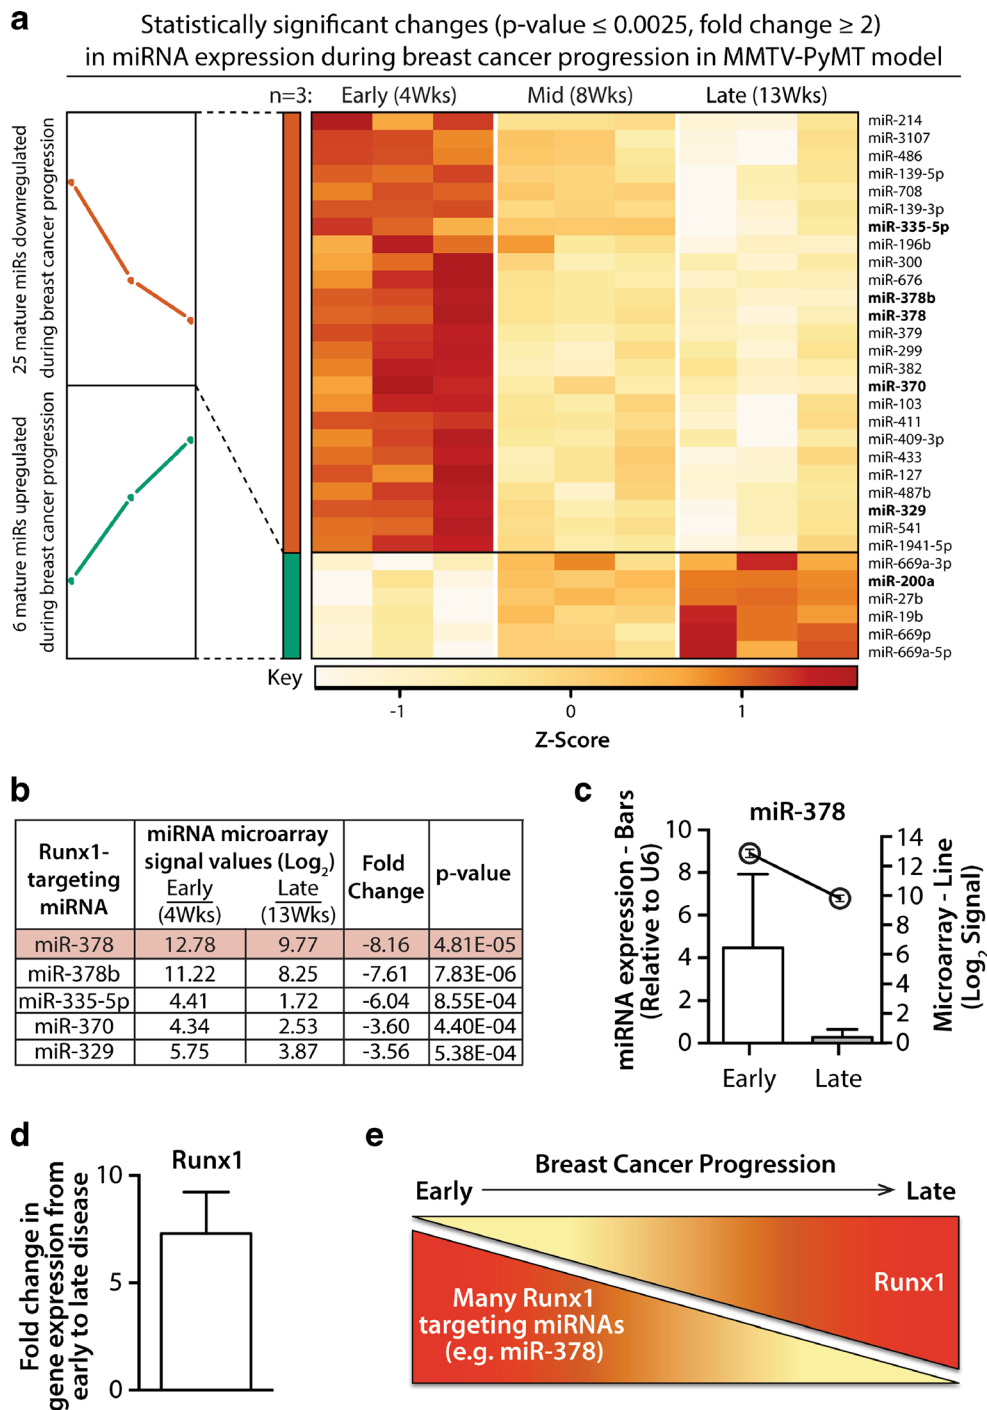 a
Statistically significant changes (p-value ≤ 0.0025, fold change ≥ 2)
in miRNA expression during breast cancer progression in MMTV-PyMT model
n=3: Early (4Wks) Mid (8Wks) Late (13Wks)
25 mature miRs downregulated
during breast cancer progression
6 mature miRs upregulated
during breast cancer progression
miR-214
miR-3107
miR-486
miR-139-5p
miR-708
miR-139-3p
miR-335-5p
miR-196b
miR-300
miR-676
miR-378b
miR-378
miR-379
miR-299
miR-382
miR-370
miR-103
miR-411
miR-409-3p
miR-433
miR-127
miR-487b
miR-329
miR-541
miR-1941-5p
miR-669a-3p
miR-200a
miR-27b
miR-19b
miR-669p
miR-669a-5p
Key
-1 0 1
Z-Score
b
Runx1-targeting miRNA | miRNA microarray signal values (Log2) Early (4Wks) | Late (13Wks) | Fold Change | p-value
miR-378 12.78 9.77 -8.16 4.81E-05
miR-378b 11.22 8.25 -7.61 7.83E-06
miR-335-5p 4.41 1.72 -6.04 8.55E-04
miR-370 4.34 2.53 -3.60 4.40E-04
miR-329 5.75 3.87 -3.56 5.38E-04
c
miR-378
miRNA expression - Bars
(Relative to U6)
10
8
6
4
2
0
14
12
10
8
6
4
2
0
Microarray - Line
(Log2 Signal)
Early Late
d
Runx1
Fold change in
gene expression from
early to late disease
10
5
0
e
Breast Cancer Progression
Early Late
Runx1
Many Runx1
targeting miRNAs
(e.g. miR-378)